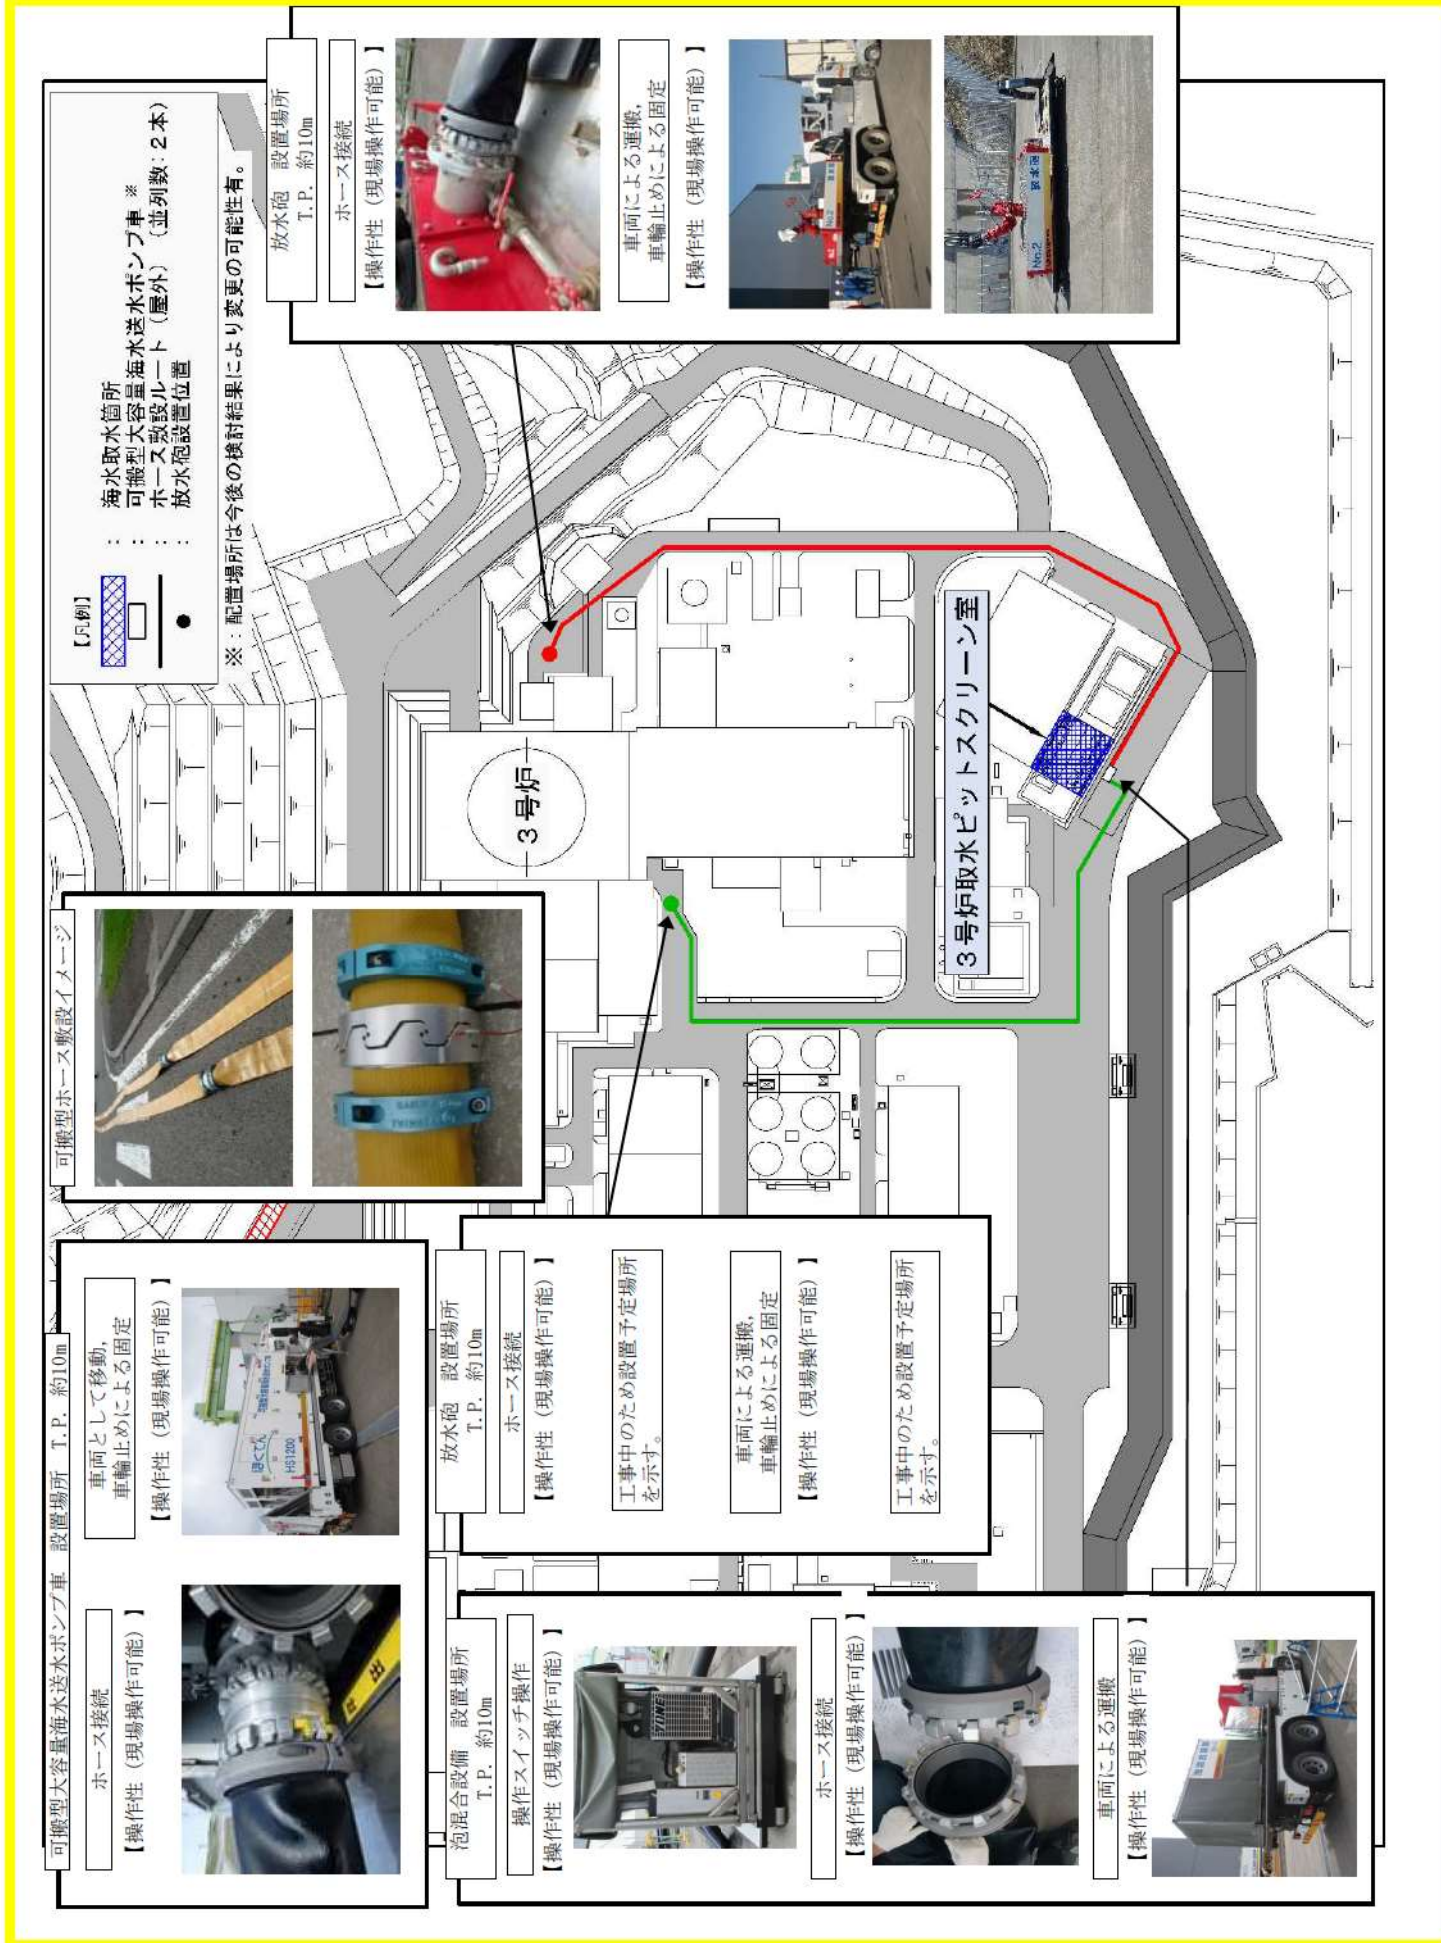 可搬型大容量海水送水ポンプ車 設置場所 T.P. 約10m
ホース接続
【操作性(現場操作可能)】
車両として移動,
車輪止めによる固定
【操作性(現場操作可能)】
ほくでん
HS1200
可搬型ホース敷設イメージ
【凡例】
: 海水取水箇所
: 可搬型大容量海水送水ポンプ車 ※
: ホース敷設ルート(屋外)(並列数:2本)
: 放水砲設置位置
※:配置場所は今後の検討結果により変更の可能性有。
泡混合設備 設置場所
T.P. 約10m
操作スイッチ操作
【操作性(現場操作可能)】
YONE
ホース接続
【操作性(現場操作可能)】
車両による運搬
【操作性(現場操作可能)】
放水砲 設置場所
T.P. 約10m
ホース接続
【操作性(現場操作可能)】
工事中のため設置予定場所
を示す。
車両による運搬,
車輪止めによる固定
【操作性(現場操作可能)】
工事中のため設置予定場所
を示す。
3号炉
3号炉取水ピットスクリーン室
放水砲 設置場所
T.P. 約10m
ホース接続
【操作性(現場操作可能)】
車両による運搬,
車輪止めによる固定
【操作性(現場操作可能)】
No.2
No.2
放水砲